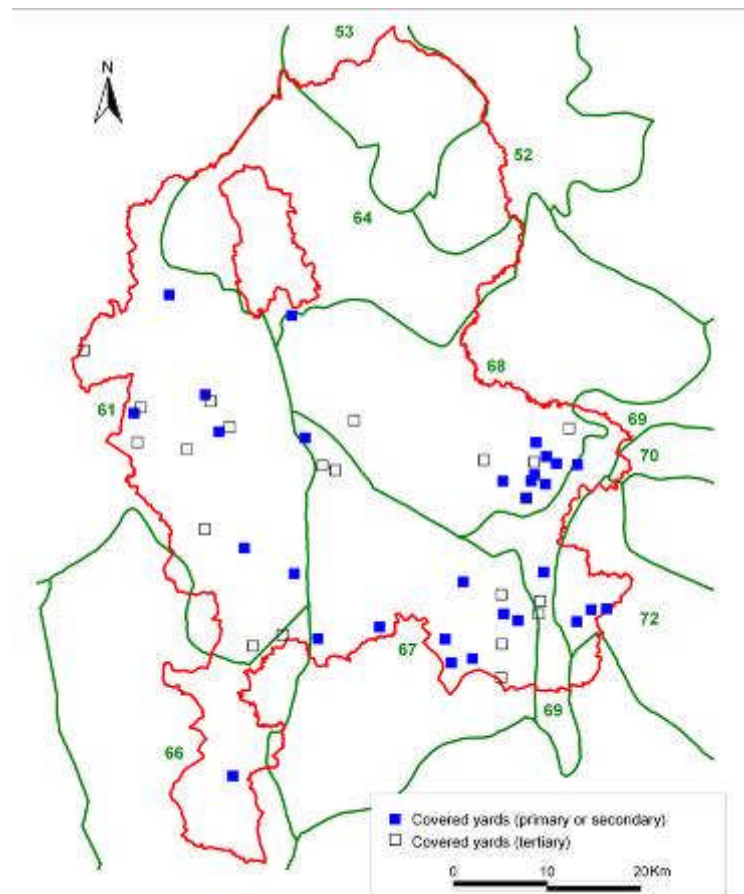 53
N
52
64
68
61
69
70
72
67
69
66
Covered yards (primary or secondary)
Covered yards (tertiary)
0 10 20Km